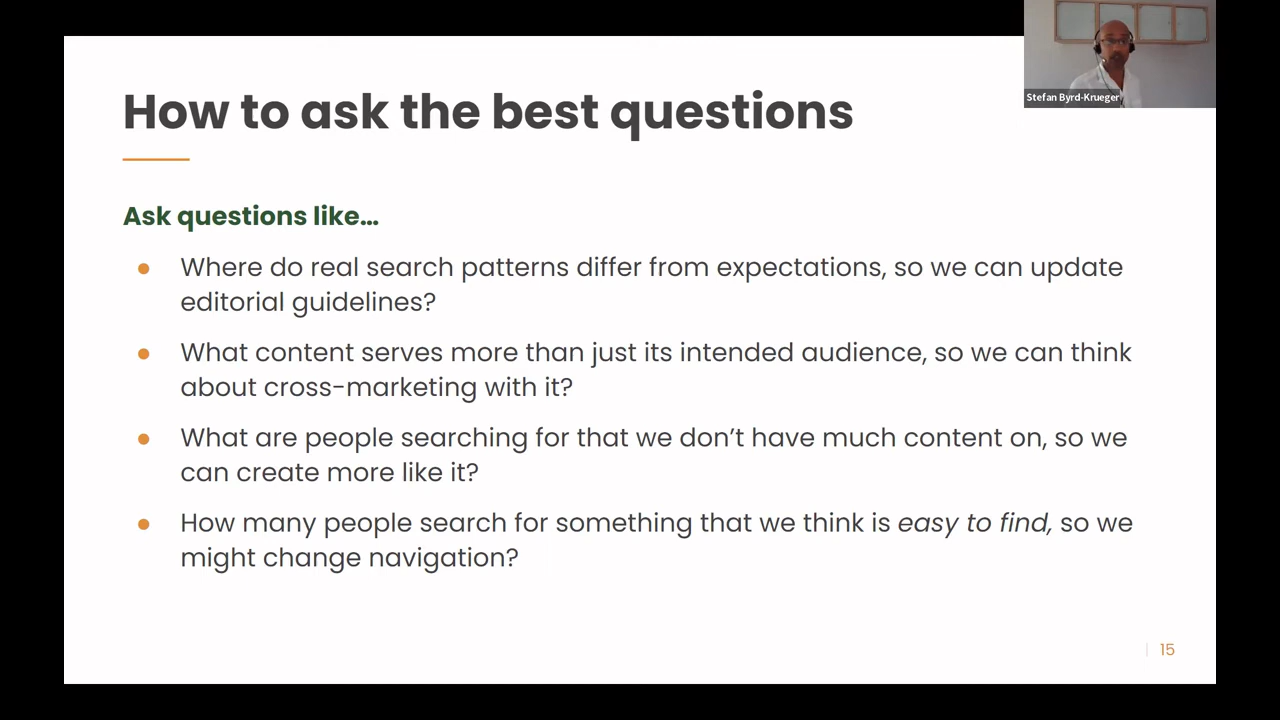 How to ask the best questions
Stefan Byrd-Krueger
Ask questions like…
● Where do real search patterns differ from expectations, so we can update
editorial guidelines?
● What content serves more than just its intended audience, so we can think
about cross-marketing with it?
● What are people searching for that we don’t have much content on, so we
can create more like it?
● How many people search for something that we think is easy to find, so we
might change navigation?
15